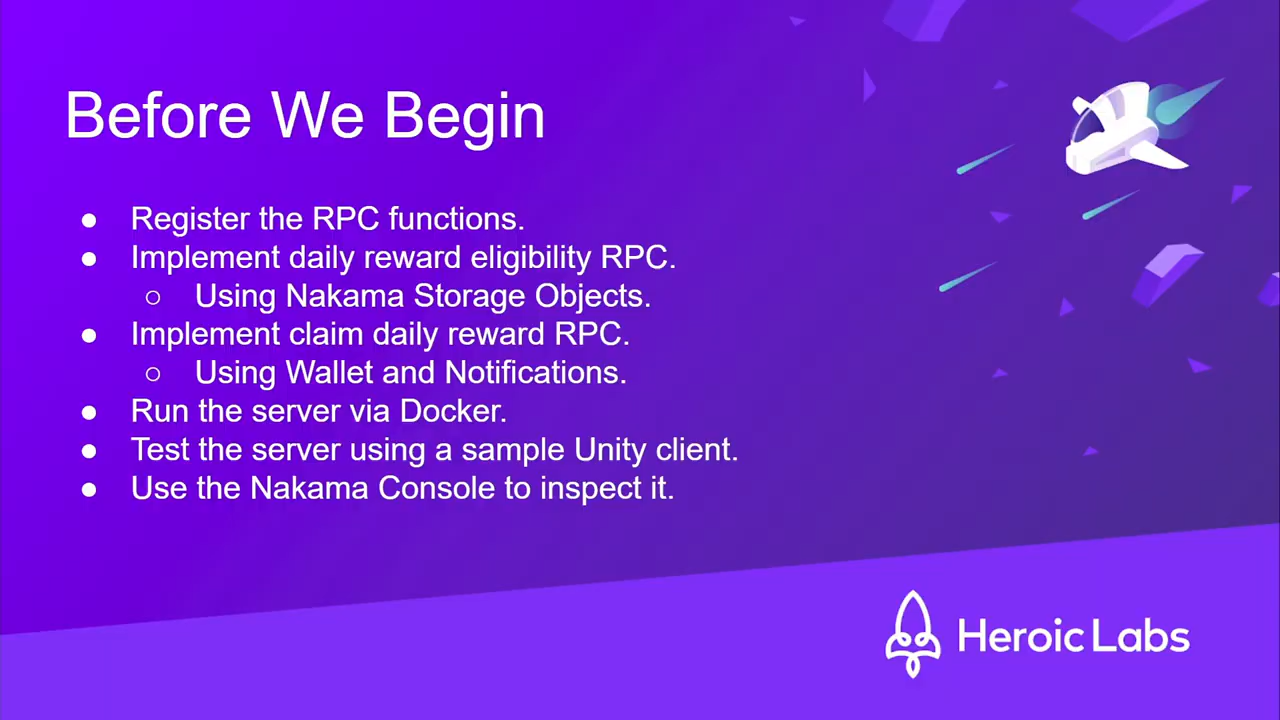 Before We Begin
● Register the RPC functions.
● Implement daily reward eligibility RPC.
○ Using Nakama Storage Objects.
● Implement claim daily reward RPC.
○ Using Wallet and Notifications.
● Run the server via Docker.
● Test the server using a sample Unity client.
● Use the Nakama Console to inspect it.
Heroic Labs